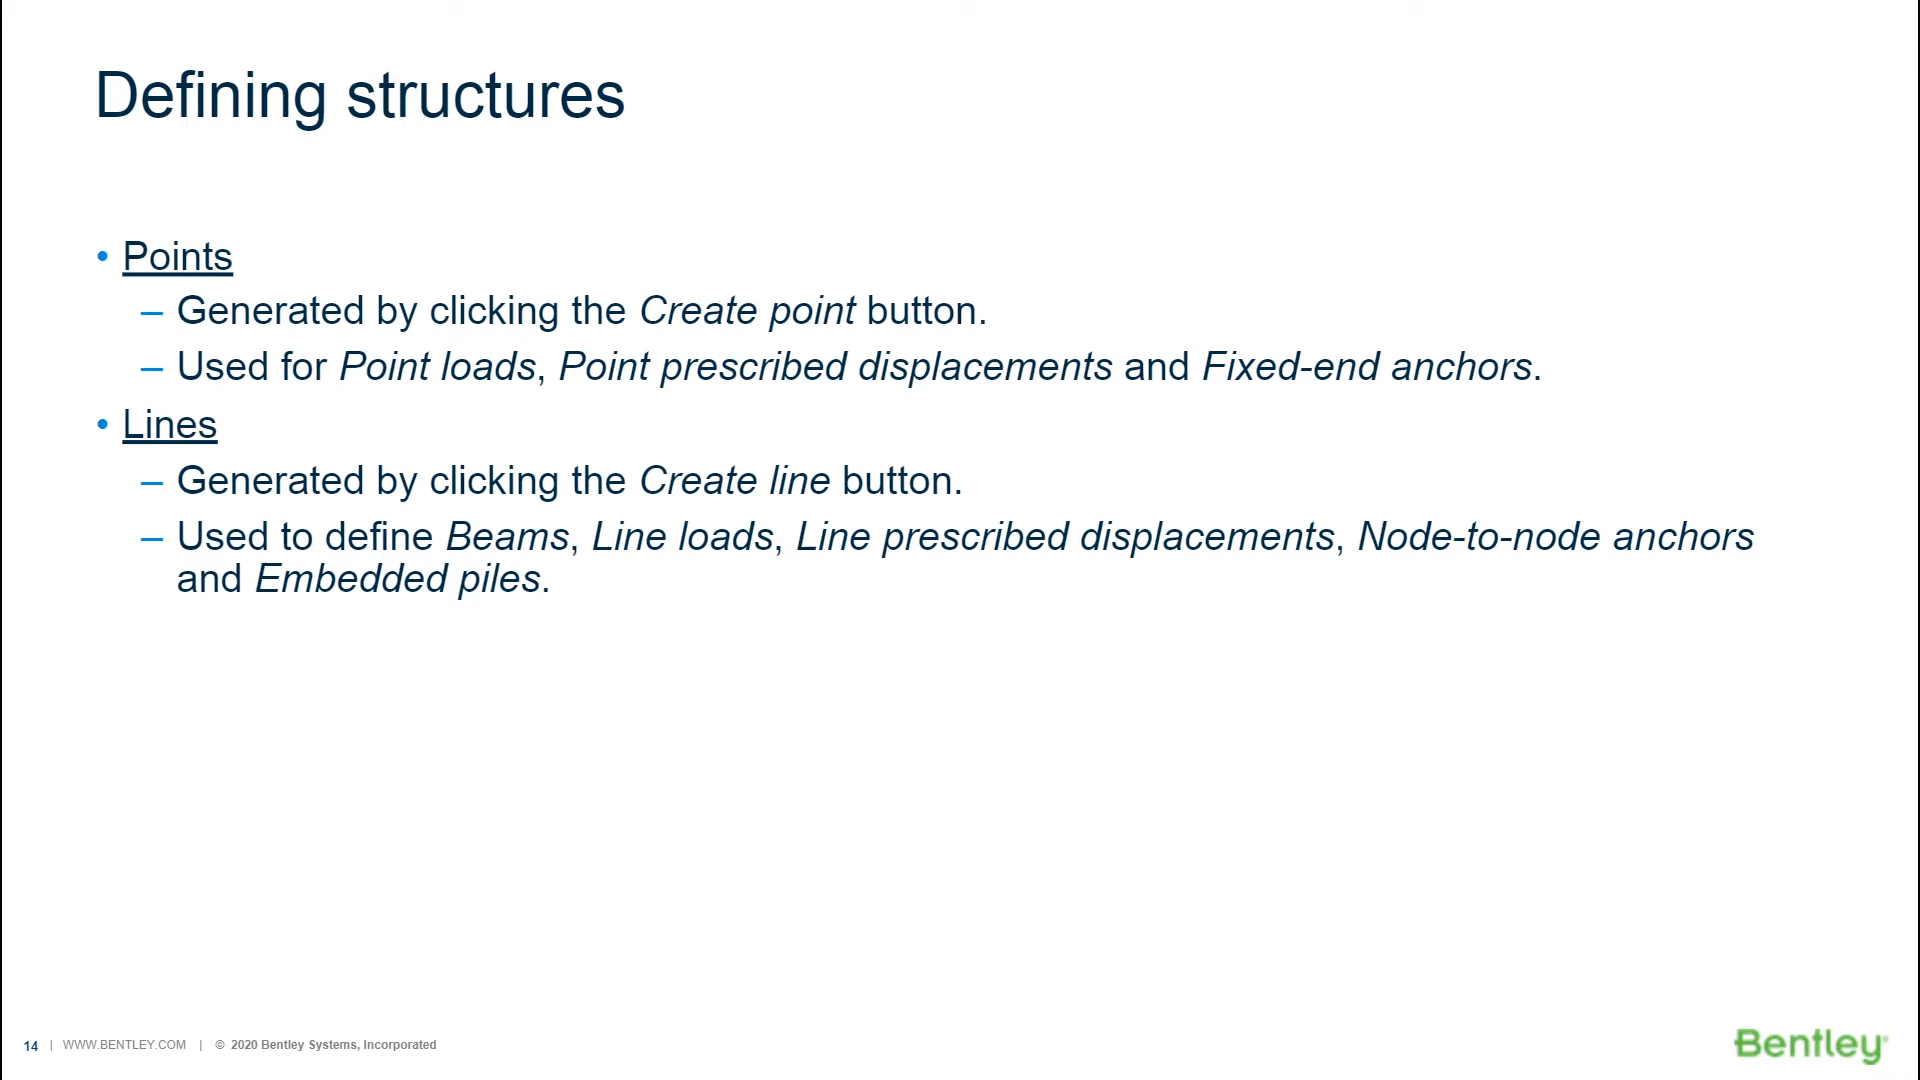 Defining structures
• Points
– Generated by clicking the Create point button.
– Used for Point loads, Point prescribed displacements and Fixed-end anchors.
• Lines
– Generated by clicking the Create line button.
– Used to define Beams, Line loads, Line prescribed displacements, Node-to-node anchors
and Embedded piles.
14 | WWW.BENTLEY.COM | © 2020 Bentley Systems, Incorporated
Bentley®